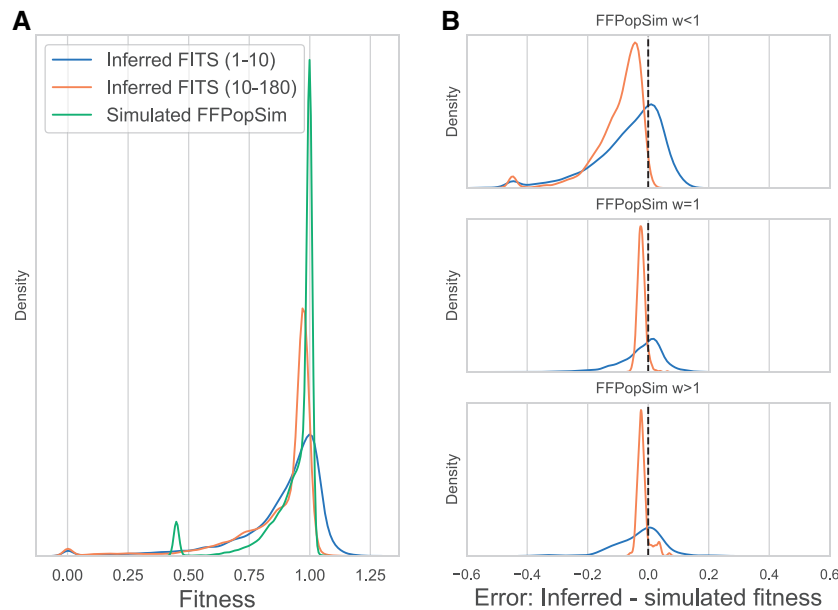 A
Inferred FITS (1-10)
Inferred FITS (10-180)
Simulated FFPopSim
Density
0.00 0.25 0.50 0.75 1.00 1.25
Fitness
B
FFPopSim w<1
Density
FFPopSim w=1
Density
FFPopSim w>1
Density
−0.6 −0.4 −0.2 0.0 0.2 0.4 0.6
Error: Inferred - simulated fitness